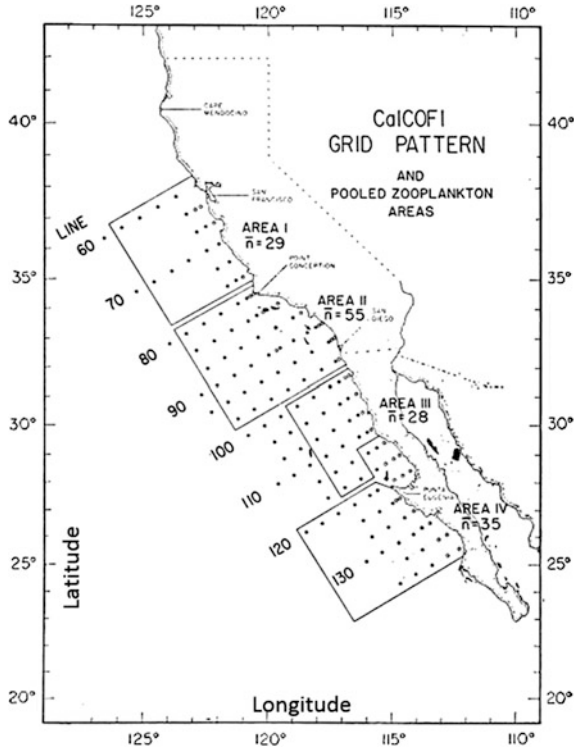 125° 120° 115° 110°
40°
35°
30°
25°
20°
40°
35°
30°
25°
20°
CalCOFI
GRID PATTERN
AND
POOLED ZOOPLANKTON
AREAS
CAPE
MENDOCINO
SAN
FRANCISCO
LINE
60
70
80
90
100
110
120
130
AREA I
n̄=29
POINT
CONCEPTION
AREA II
n̄=55
SAN
DIEGO
AREA III
n̄=28
PUNTA
EUGENIA
AREA IV
n̄=35
Latitude
Longitude
125° 120° 115° 110°